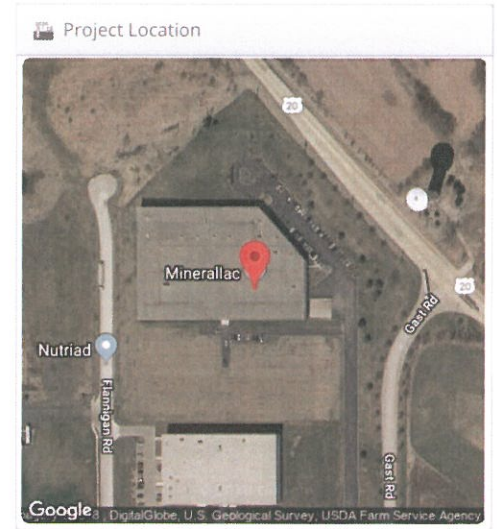 Project Location
20
Minerallac
20
Gast Rd
Nutriad
Flannigan Rd
Gast Rd
Google
, DigitalGlobe, U.S. Geological Survey, USDA Farm Service Agency